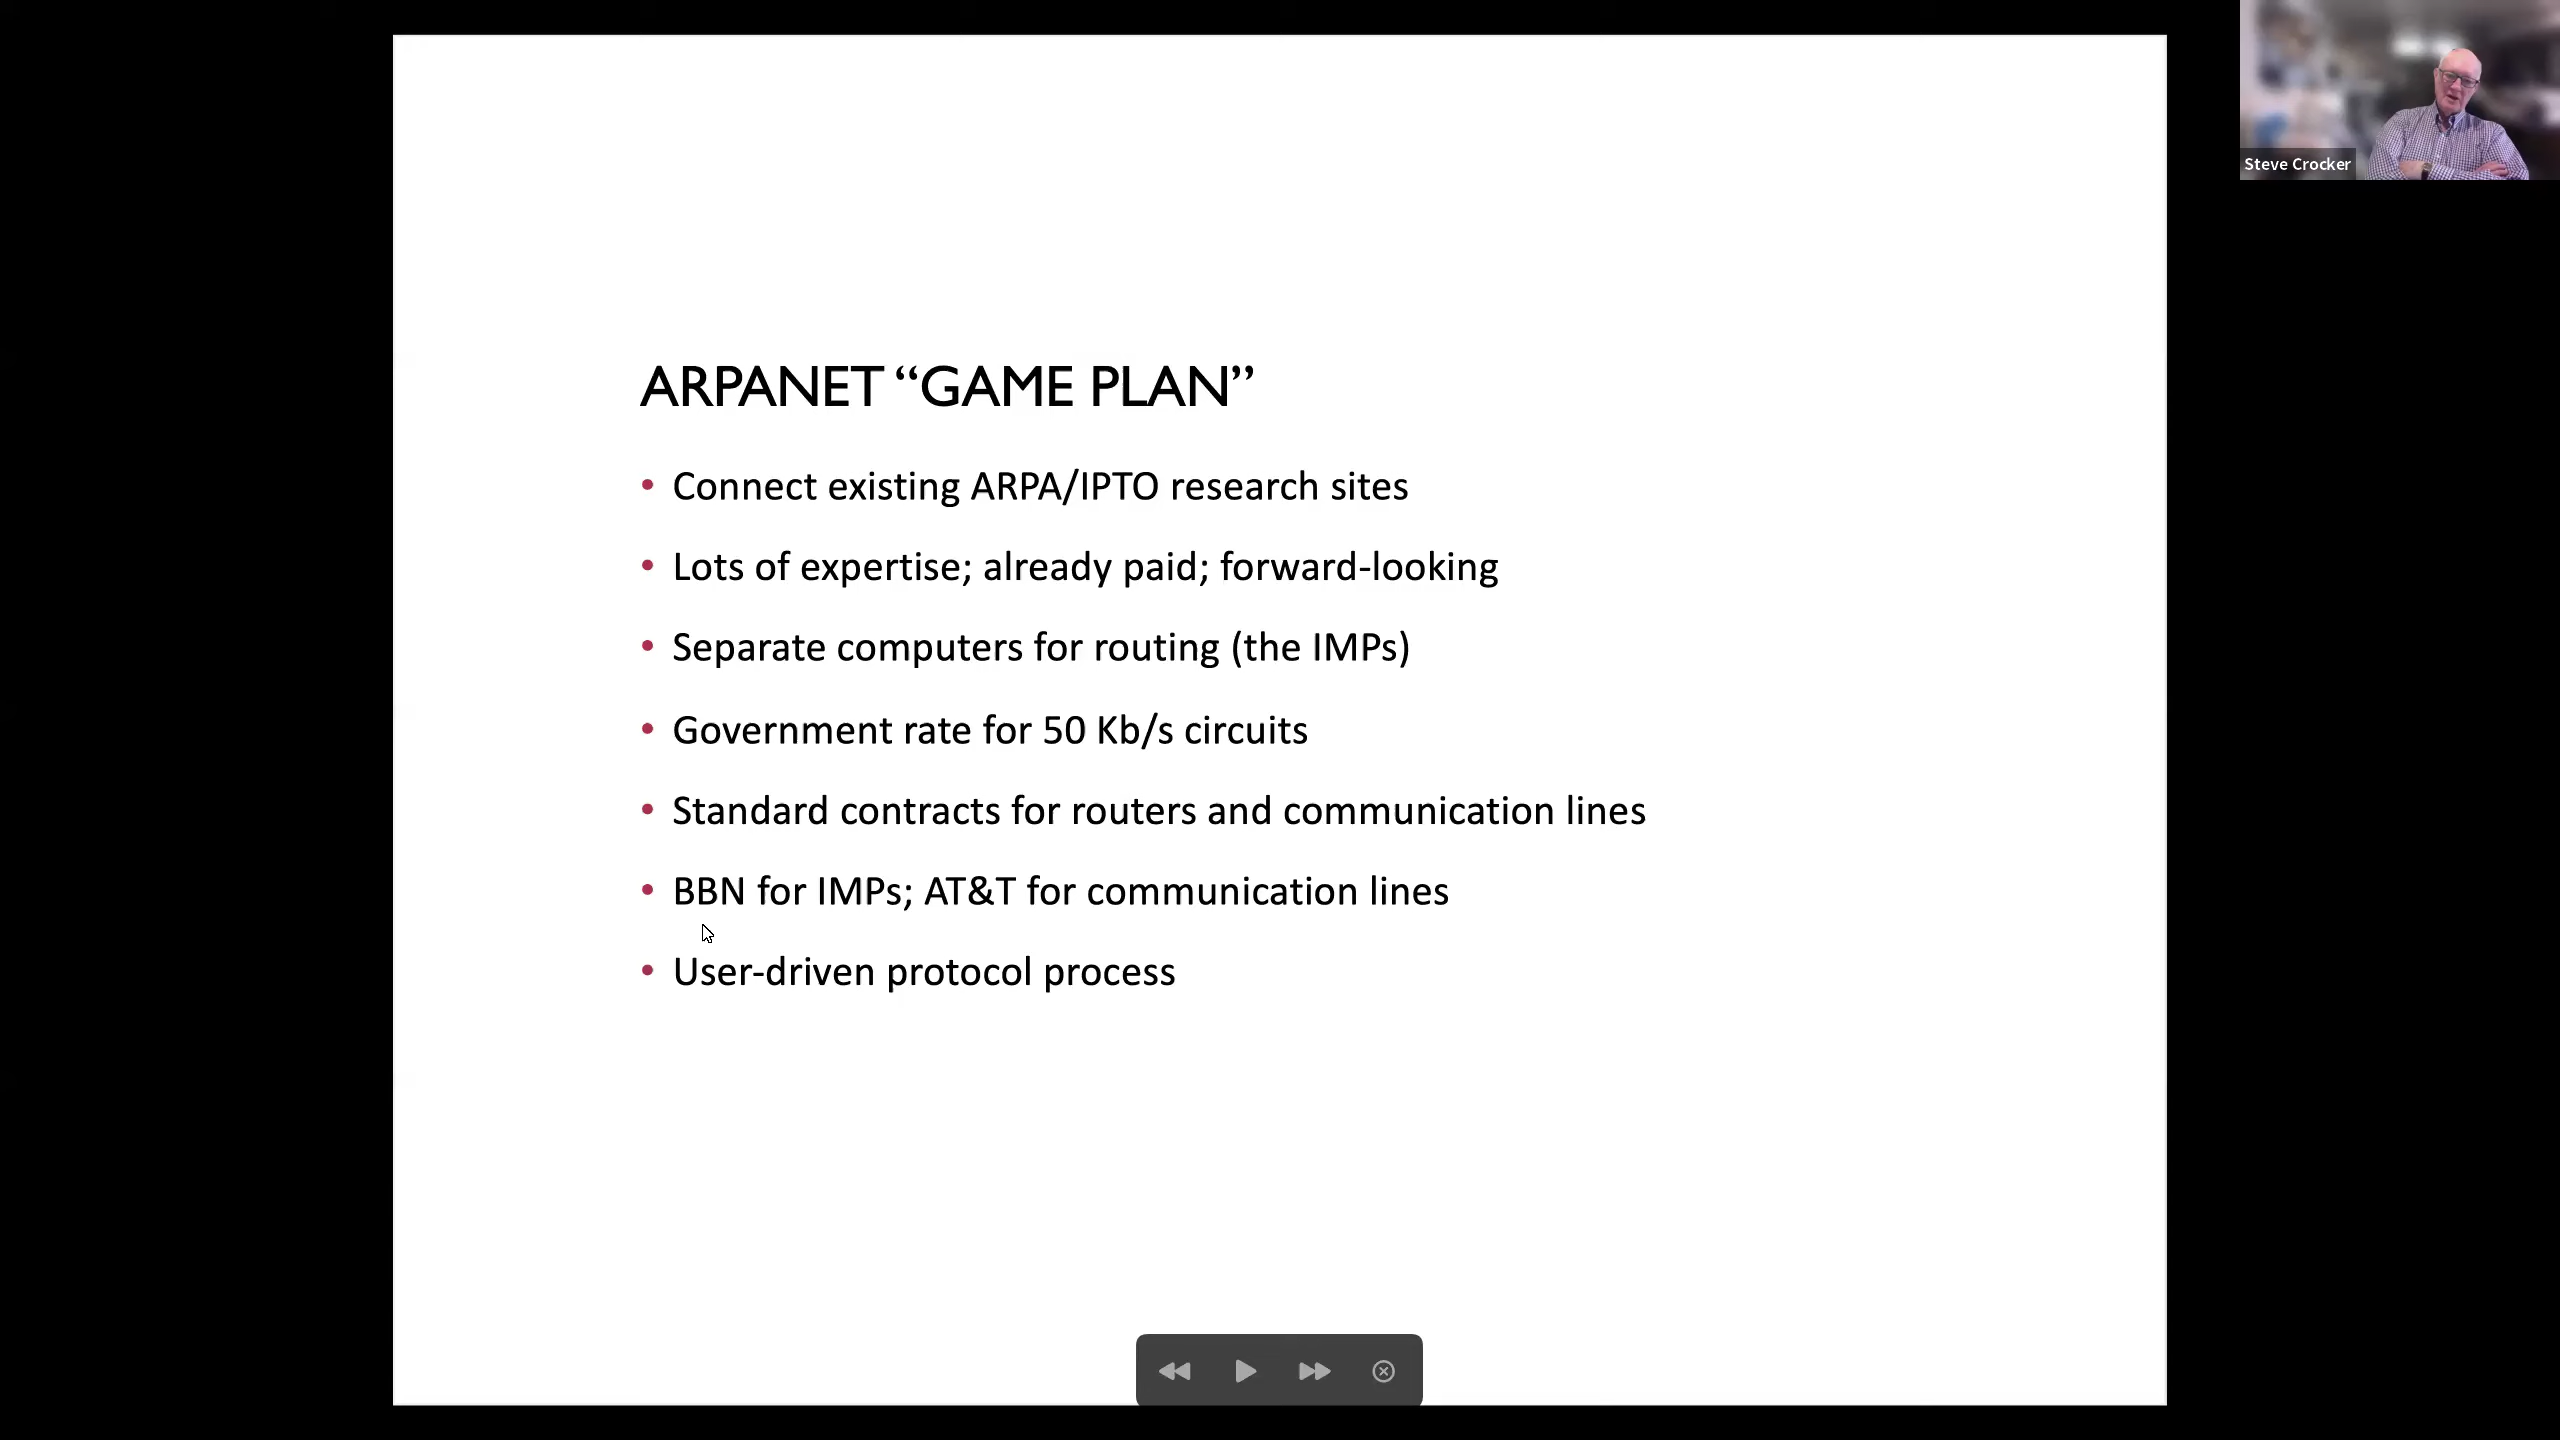 Steve Crocker
ARPANET “GAME PLAN”
• Connect existing ARPA/IPTO research sites
• Lots of expertise; already paid; forward-looking
• Separate computers for routing (the IMPs)
• Government rate for 50 Kb/s circuits
• Standard contracts for routers and communication lines
• BBN for IMPs; AT&T for communication lines
• User-driven protocol process